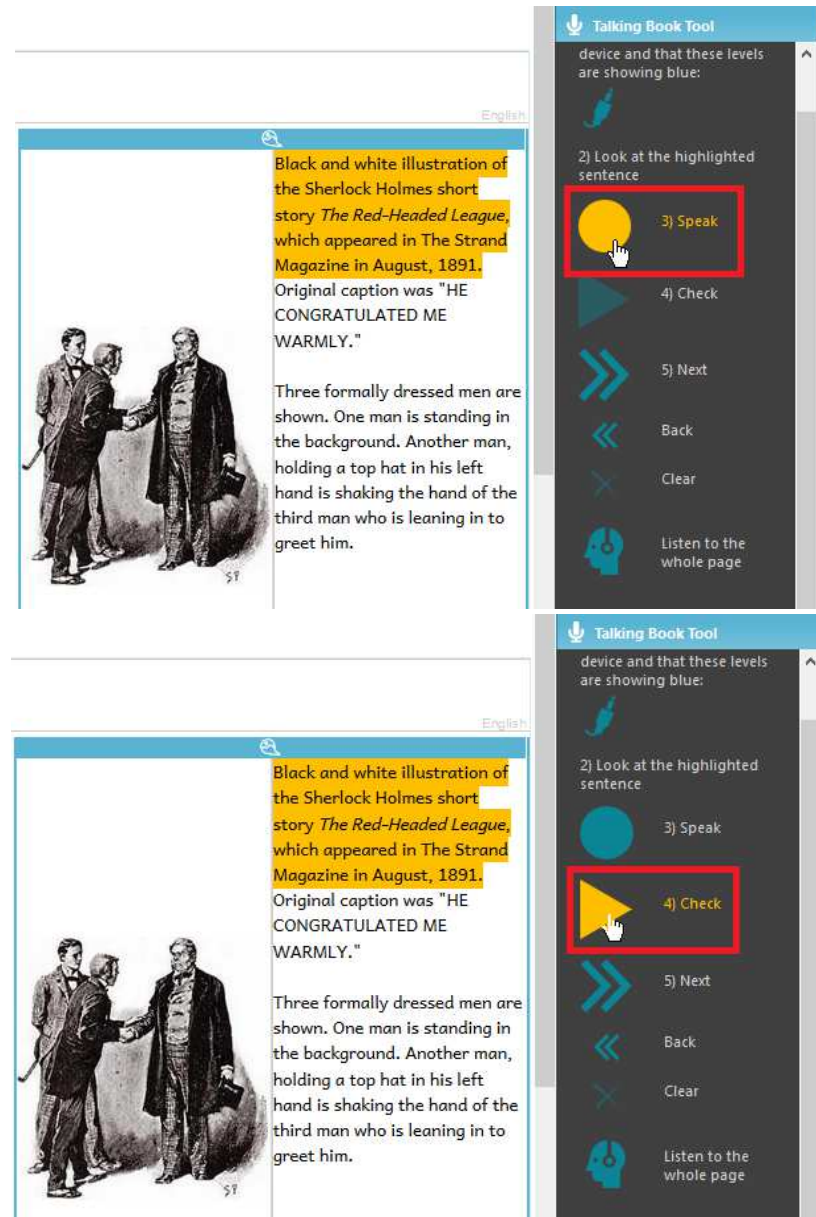 Talking Book Tool
device and that these levels
are showing blue:
English
2) Look at the highlighted
sentence
Black and white illustration of
the Sherlock Holmes short
story The Red-Headed League,
which appeared in The Strand
Magazine in August, 1891.
Original caption was "HE
CONGRATULATED ME
WARMLY."
Three formally dressed men are
shown. One man is standing in
the background. Another man,
holding a top hat in his left
hand is shaking the hand of the
third man who is leaning in to
greet him.
SP
3) Speak
4) Check
5) Next
Back
Clear
Listen to the
whole page
Talking Book Tool
device and that these levels
are showing blue:
English
2) Look at the highlighted
sentence
Black and white illustration of
the Sherlock Holmes short
story The Red-Headed League,
which appeared in The Strand
Magazine in August, 1891.
Original caption was "HE
CONGRATULATED ME
WARMLY."
Three formally dressed men are
shown. One man is standing in
the background. Another man,
holding a top hat in his left
hand is shaking the hand of the
third man who is leaning in to
greet him.
SP
3) Speak
4) Check
5) Next
Back
Clear
Listen to the
whole page